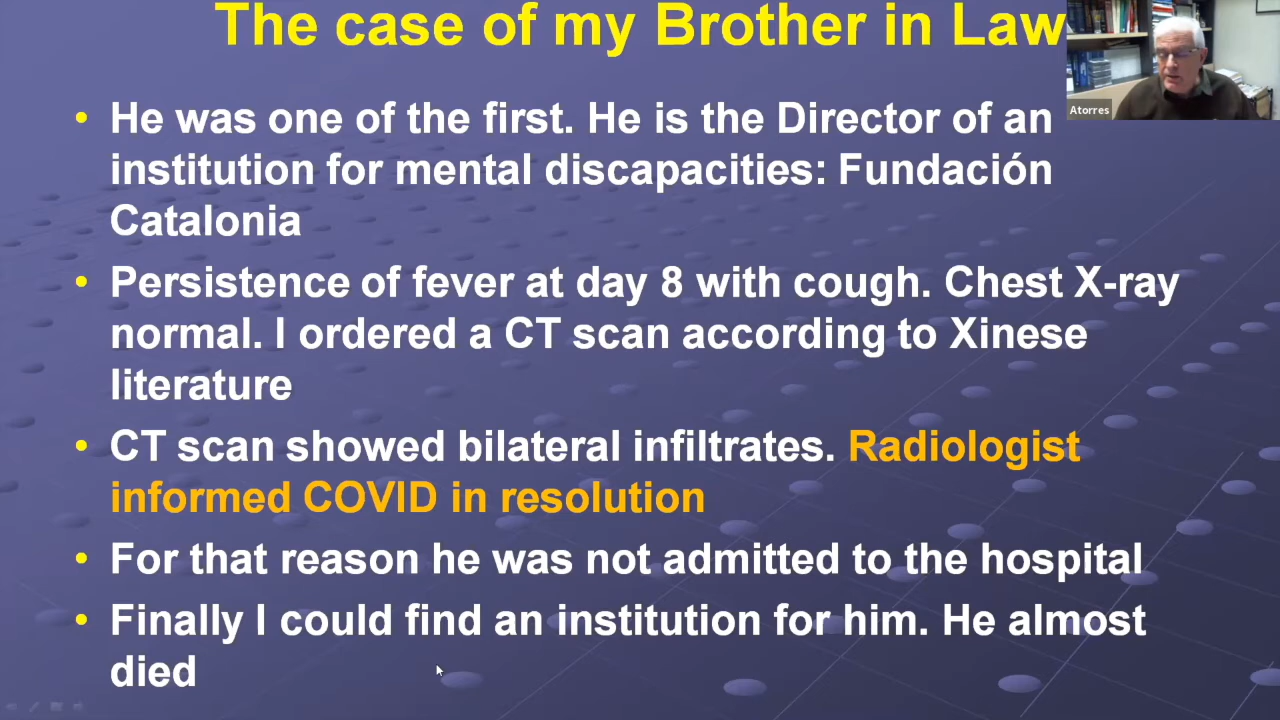 The case of my Brother in Law
Atorres
• He was one of the first. He is the Director of an
institution for mental discapacities: Fundación
Catalonia
• Persistence of fever at day 8 with cough. Chest X-ray
normal. I ordered a CT scan according to Xinese
literature
• CT scan showed bilateral infiltrates. Radiologist
informed COVID in resolution
• For that reason he was not admitted to the hospital
• Finally I could find an institution for him. He almost
died